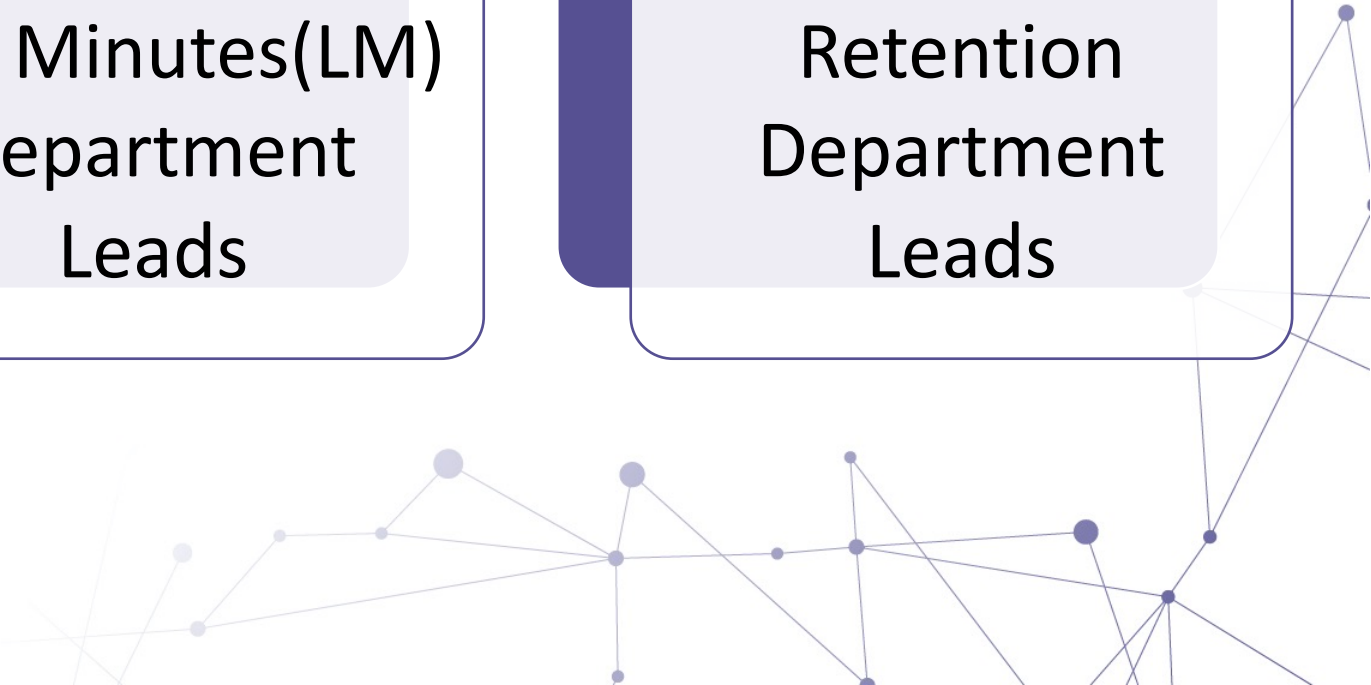 Minutes(LM)
epartment
Leads
Retention
Department
Leads